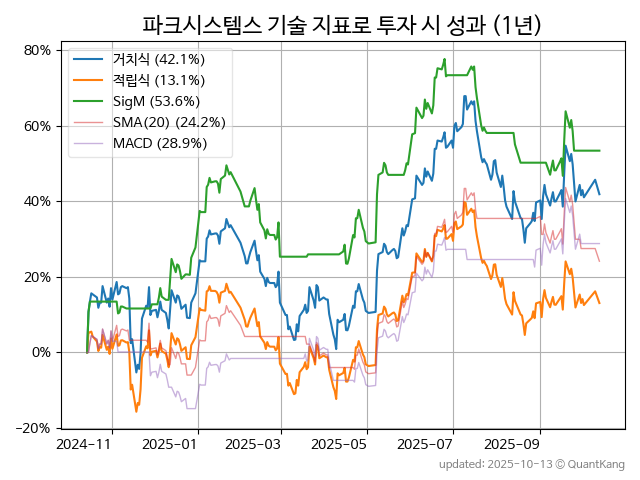 파크시스템스 기술 지표로 투자 시 성과 (1년)
거치식 (42.1%)
적립식 (13.1%)
SigM (53.6%)
SMA(20) (24.2%)
MACD (28.9%)
80%
60%
40%
20%
0%
−20%
2024−11 2025−01 2025−03 2025−05 2025−07 2025−09
updated: 2025-10-13 © QuantKang